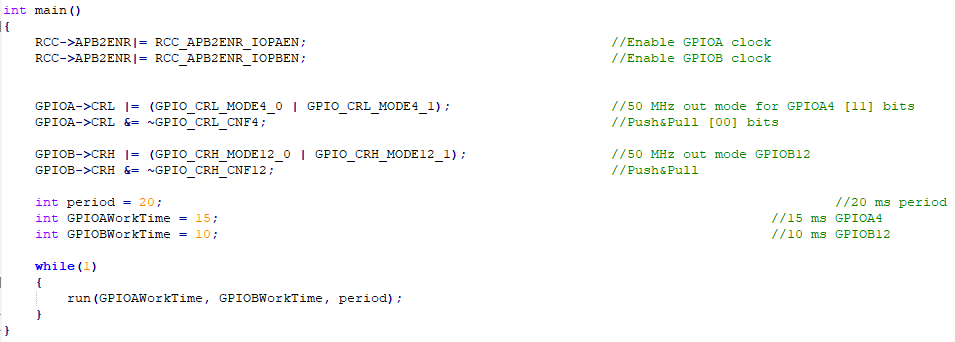 int main()
{
    RCC->APB2ENR|= RCC_APB2ENR_IOPAEN; //Enable GPIOA clock
    RCC->APB2ENR|= RCC_APB2ENR_IOPBEN; //Enable GPIOB clock
    GPIOA->CRL |= (GPIO_CRL_MODE4_0 | GPIO_CRL_MODE4_1); //50 MHz out mode for GPIOA4 [11] bits
    GPIOA->CRL &= ~GPIO_CRL_CNF4; //Push&Pull [00] bits
    GPIOB->CRH |= (GPIO_CRH_MODE12_0 | GPIO_CRH_MODE12_1); //50 MHz out mode GPIOB12
    GPIOB->CRH &= ~GPIO_CRH_CNF12; //Push&Pull
    int period = 20; //20 ms period
    int GPIOAWorkTime = 15; //15 ms GPIOA4
    int GPIOBWorkTime = 10; //10 ms GPIOB12
    while(1)
    {
        run(GPIOAWorkTime, GPIOBWorkTime, period);
    }
}